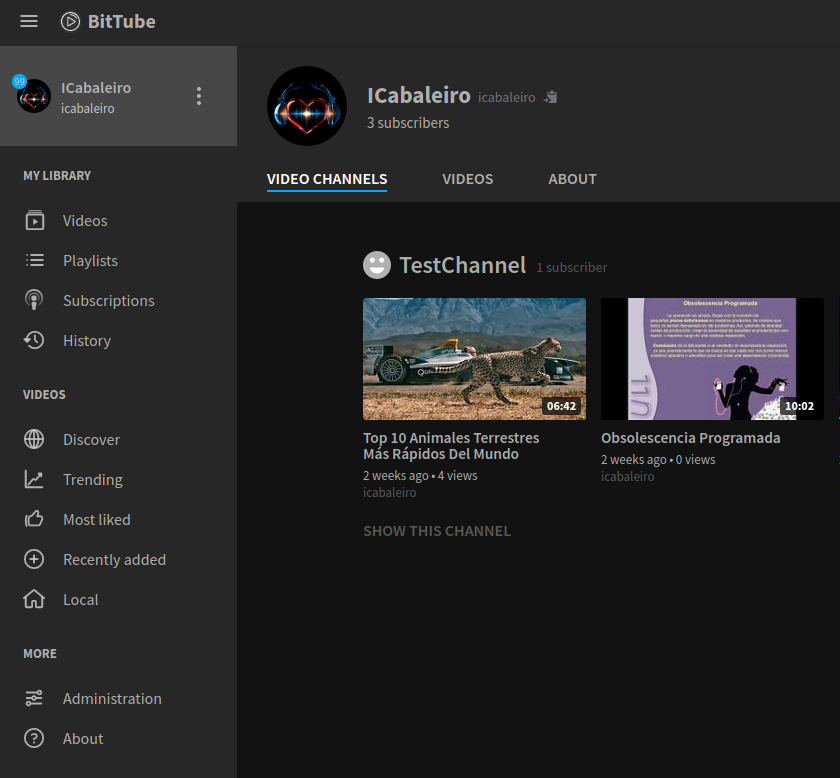 BitTube
99
ICabaleiro
icabaleiro
MY LIBRARY
Videos
Playlists
Subscriptions
History
VIDEOS
Discover
Trending
Most liked
Recently added
Local
MORE
Administration
About
ICabaleiro icabaleiro
3 subscribers
VIDEO CHANNELS VIDEOS ABOUT
TestChannel 1 subscriber
06:42
Top 10 Animales Terrestres
Más Rápidos Del Mundo
2 weeks ago • 4 views
icabaleiro
Obsolescencia Programada
10:02
Obsolescencia Programada
2 weeks ago • 0 views
icabaleiro
SHOW THIS CHANNEL